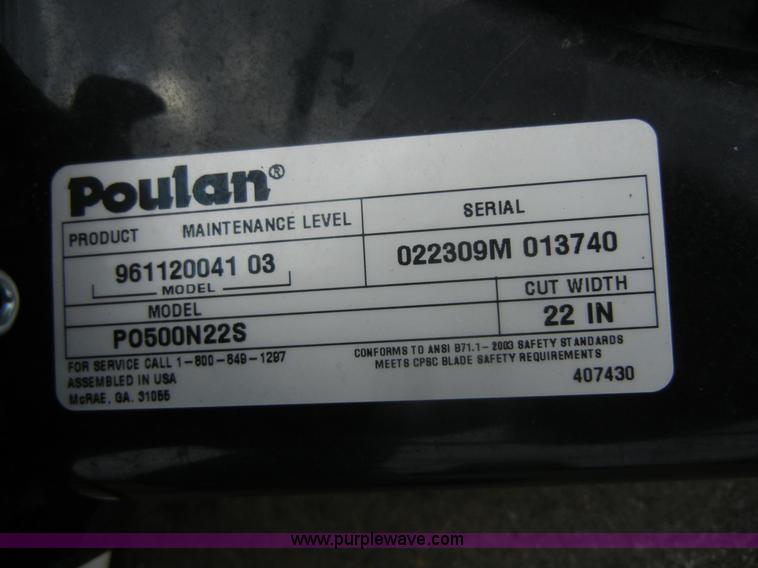 Poulan®
PRODUCT MAINTENANCE LEVEL
SERIAL
961120041 03
022309M 013740
MODEL
MODEL
CUT WIDTH
PO500N22S
22 IN
FOR SERVICE CALL 1-800-849-1297
ASSEMBLED IN USA
McRAE, GA. 31055
CONFORMS TO ANSI B71.1-2003 SAFETY STANDARDS
MEETS CPSC BLADE SAFETY REQUIREMENTS
407430
www.purplewave.com